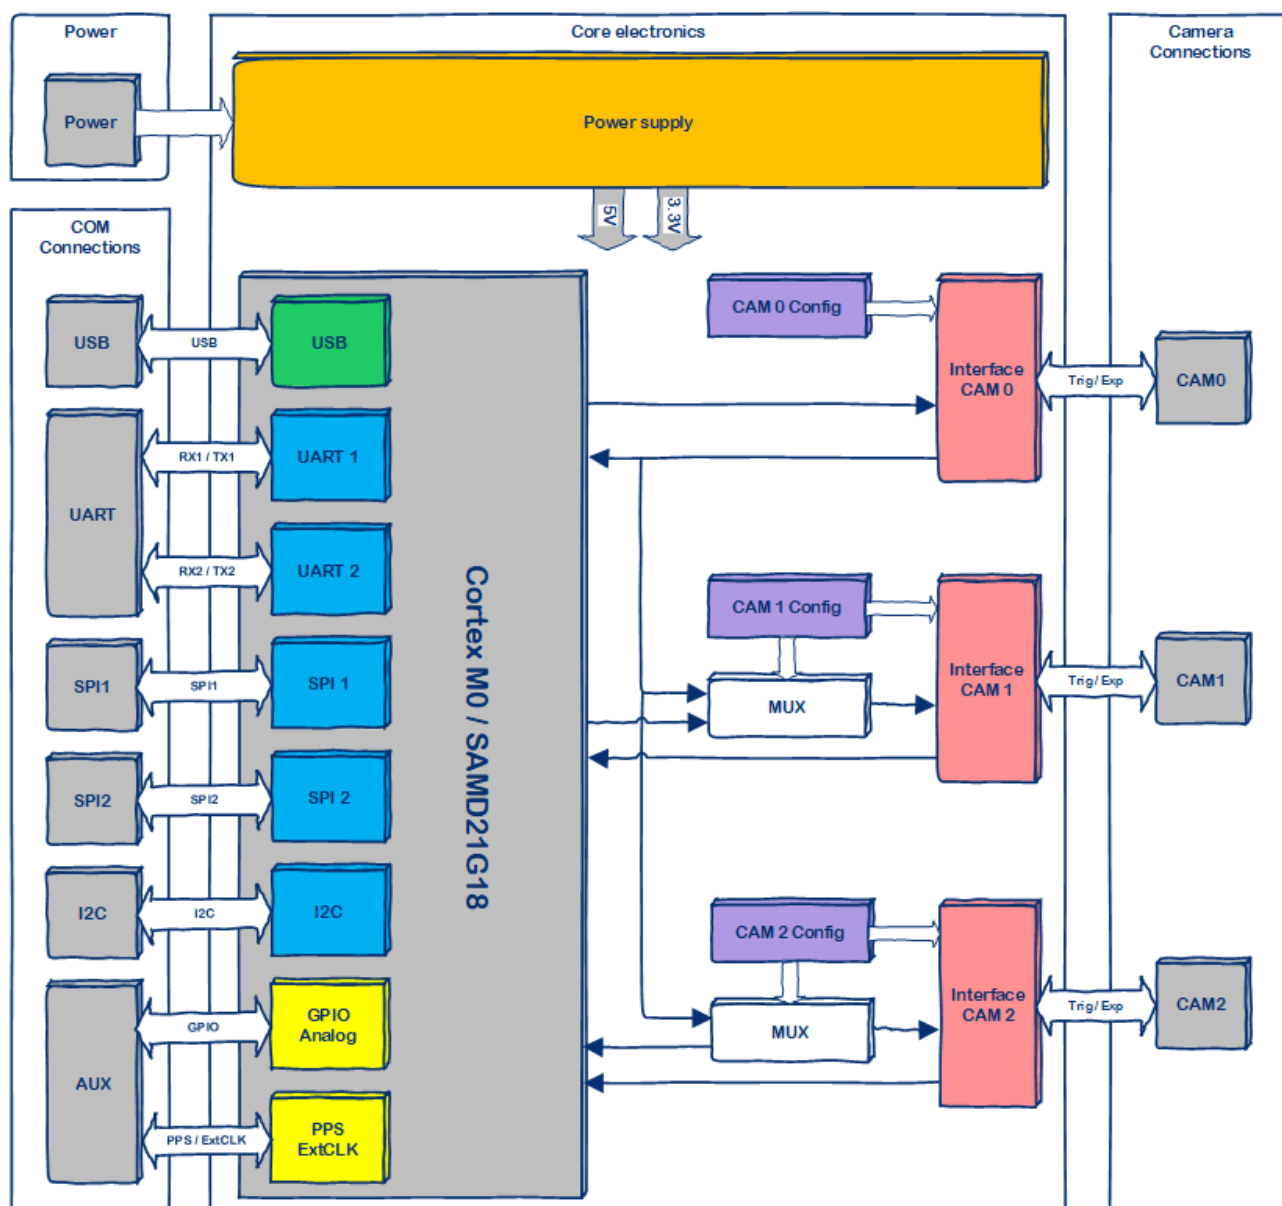 Power
Core electronics
Camera
Connections
Power
Power supply
5V
3.3V
COM
Connections
USB
USB
USB
CAM 0 Config
Interface
CAM 0
Trig/ Exp
CAM0
UART
RX1 / TX1
UART 1
RX2 / TX2
UART 2
Cortex M0 / SAMD21G18
CAM 1 Config
MUX
Interface
CAM 1
Trig/ Exp
CAM1
SPI1
SPI1
SPI 1
SPI2
SPI2
SPI 2
I2C
I2C
I2C
CAM 2 Config
MUX
Interface
CAM 2
Trig/ Exp
CAM2
AUX
GPIO
GPIO
Analog
PPS / ExtCLK
PPS
ExtCLK